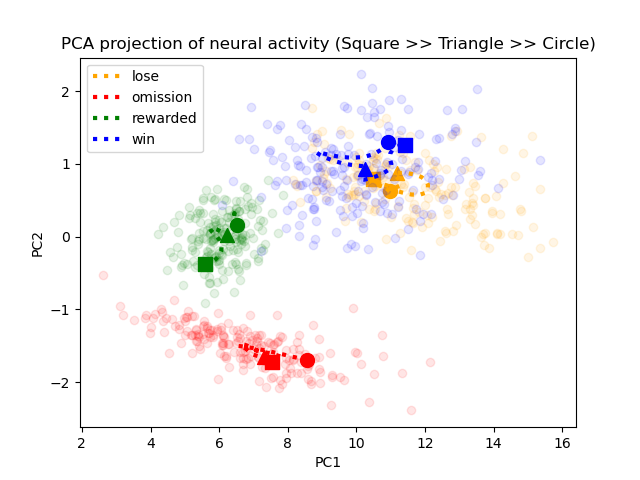 PCA projection of neural activity (Square >> Triangle >> Circle)
lose
omission
rewarded
win
2
1
0
−1
−2
PC2
2 4 6 8 10 12 14 16
PC1